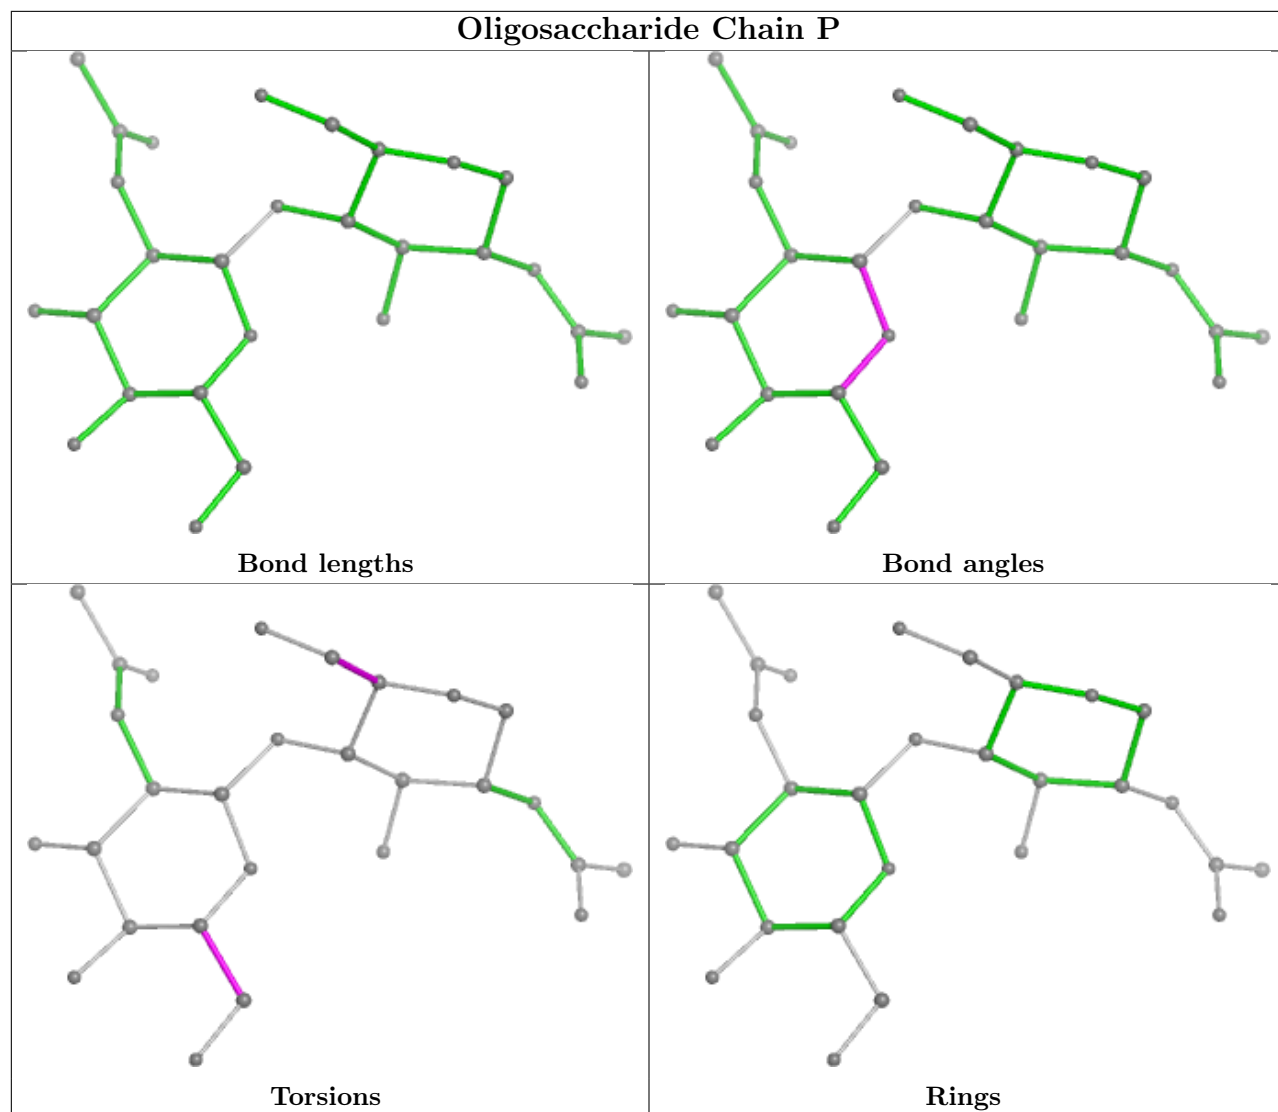 Oligosaccharide Chain P
Bond lengths
Bond angles
Torsions
Rings